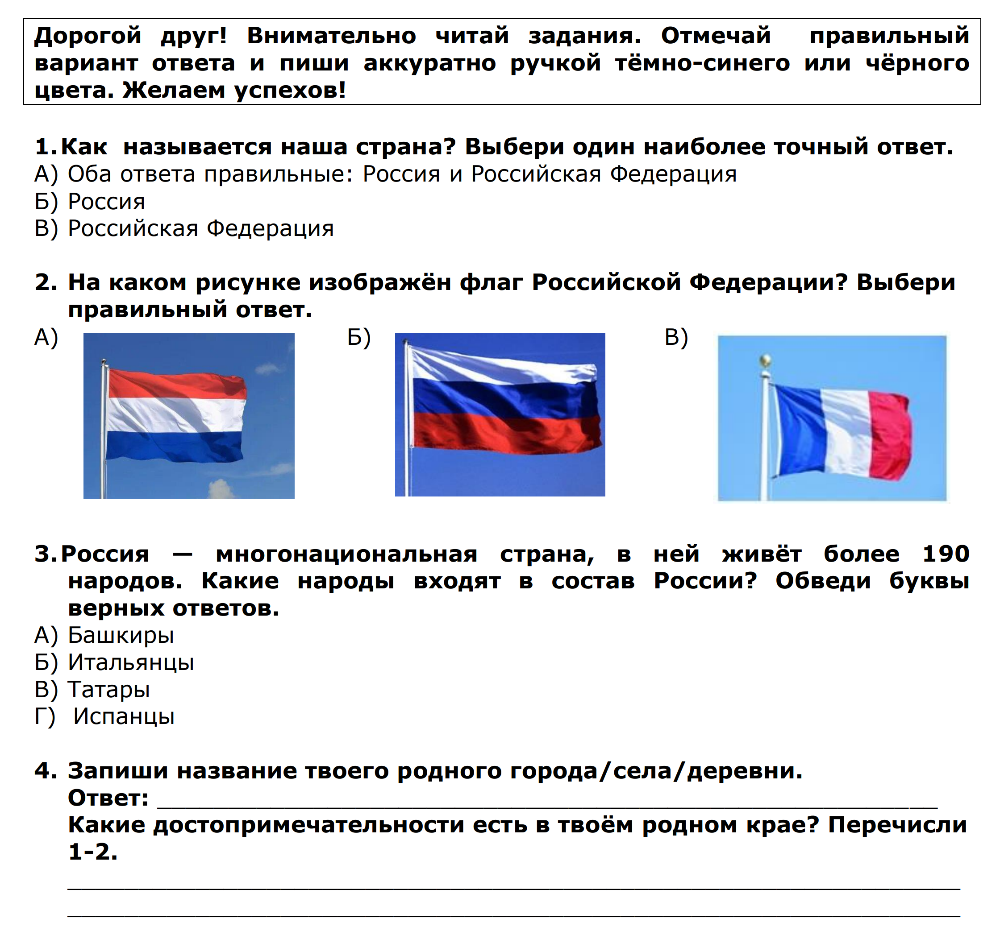 Дорогой друг! Внимательно читай задания. Отмечай правильный
вариант ответа и пиши аккуратно ручкой тёмно-синего или чёрного
цвета. Желаем успехов!
1. Как называется наша страна? Выбери один наиболее точный ответ.
А) Оба ответа правильные: Россия и Российская Федерация
Б) Россия
В) Российская Федерация
2. На каком рисунке изображён флаг Российской Федерации? Выбери
правильный ответ.
А) Б) В)
3. Россия — многонациональная страна, в ней живёт более 190
народов. Какие народы входят в состав России? Обведи буквы
верных ответов.
А) Башкиры
Б) Итальянцы
В) Татары
Г) Испанцы
4. Запиши название твоего родного города/села/деревни.
Ответ: ____________________
Какие достопримечательности есть в твоём родном крае? Перечисли
1-2.